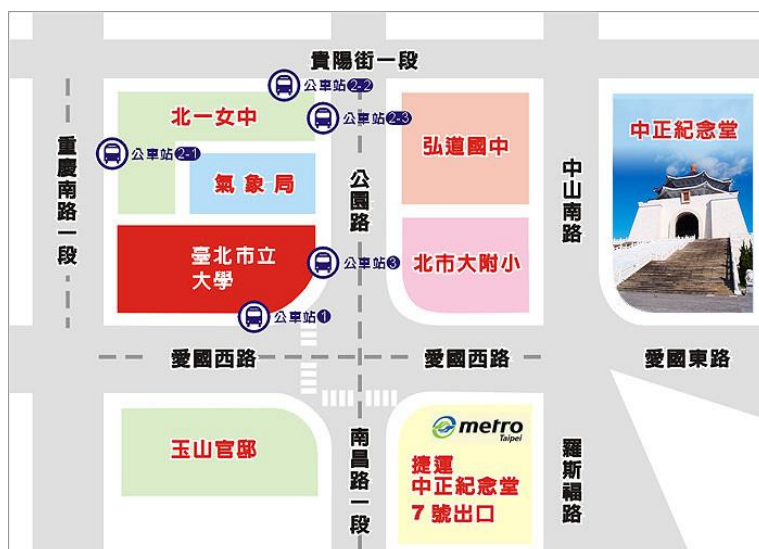 貴陽街一段
公車站2-2
北一女中
公車站2-3
弘道國中
中正紀念堂
公車站2-1
重慶南路一段
氣象局
公園路
中山南路
臺北市立
大學
公車站3
北市大附小
公車站1
愛國西路
愛國西路
愛國東路
玉山官邸
南昌路一段
metro
Taipei
捷運
中正紀念堂
7號出口
羅斯福路